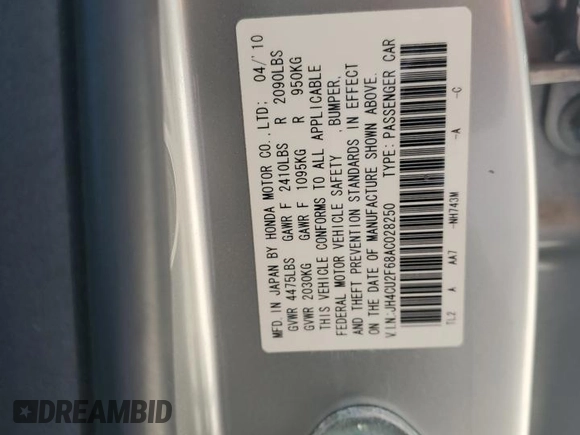 MFD.IN JAPAN BY HONDA MOTOR CO.,LTD: 04/'10
GVWR 4475LBS GAWR F 2410LBS R 2090LBS
GVWR 2030KG GAWR F 1095KG R 950KG
THIS VEHICLE CONFORMS TO ALL APPLICABLE
FEDERAL MOTOR VEHICLE SAFETY ,BUMPER,
AND THEFT PREVENTION STANDARDS IN EFFECT
ON THE DATE OF MANUFACTURE SHOWN ABOVE.
V.I.N:JH4CU2F68AC028250 TYPE: PASSENGER CAR
TL2 A AA7 -NH743M -A -C
DREAMBID